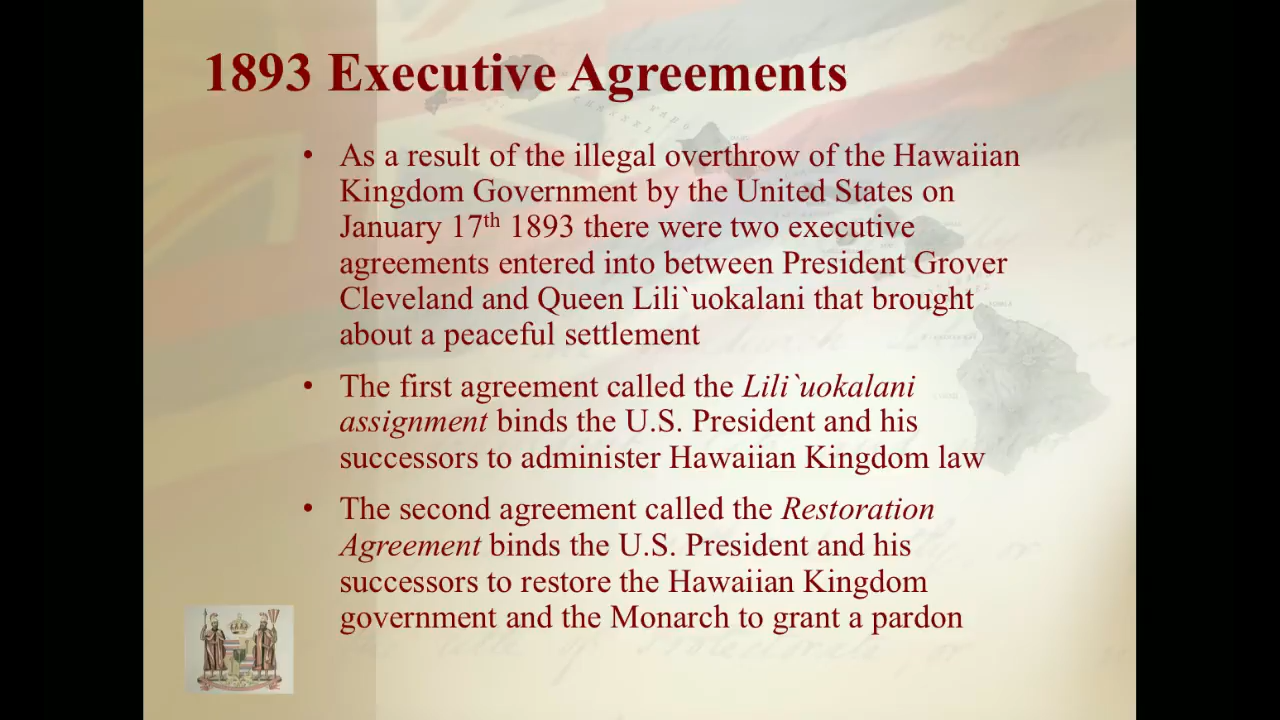 1893 Executive Agreements
• As a result of the illegal overthrow of the Hawaiian
Kingdom Government by the United States on
January 17th 1893 there were two executive
agreements entered into between President Grover
Cleveland and Queen Lili`uokalani that brought
about a peaceful settlement
• The first agreement called the Lili`uokalani
assignment binds the U.S. President and his
successors to administer Hawaiian Kingdom law
• The second agreement called the Restoration
Agreement binds the U.S. President and his
successors to restore the Hawaiian Kingdom
government and the Monarch to grant a pardon